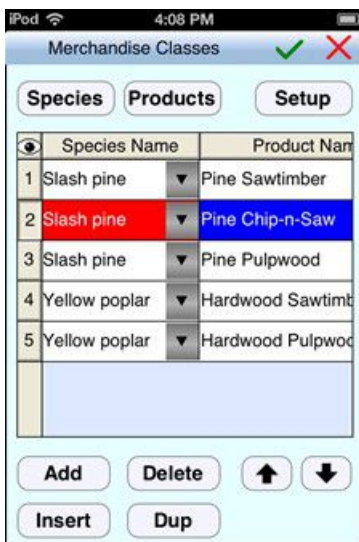 iPod 4:08 PM
Merchandise Classes
Species Products Setup
Species Name Product Nam
1 Slash pine Pine Sawtimber
2 Slash pine Pine Chip-n-Saw
3 Slash pine Pine Pulpwood
4 Yellow poplar Hardwood Sawtimb
5 Yellow poplar Hardwood Pulpwoo
Add Delete
Insert Dup